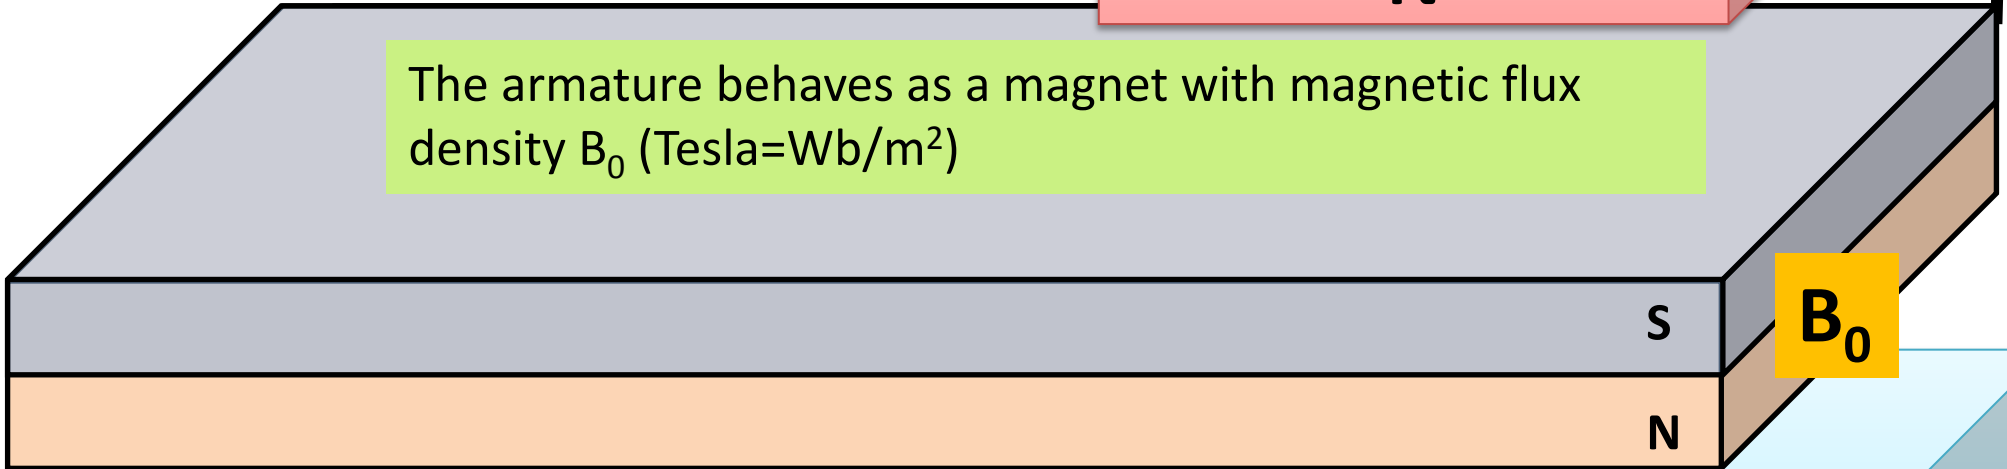 The armature behaves as a magnet with magnetic flux
density B₀ (Tesla=Wb/m²)
S
B₀
N